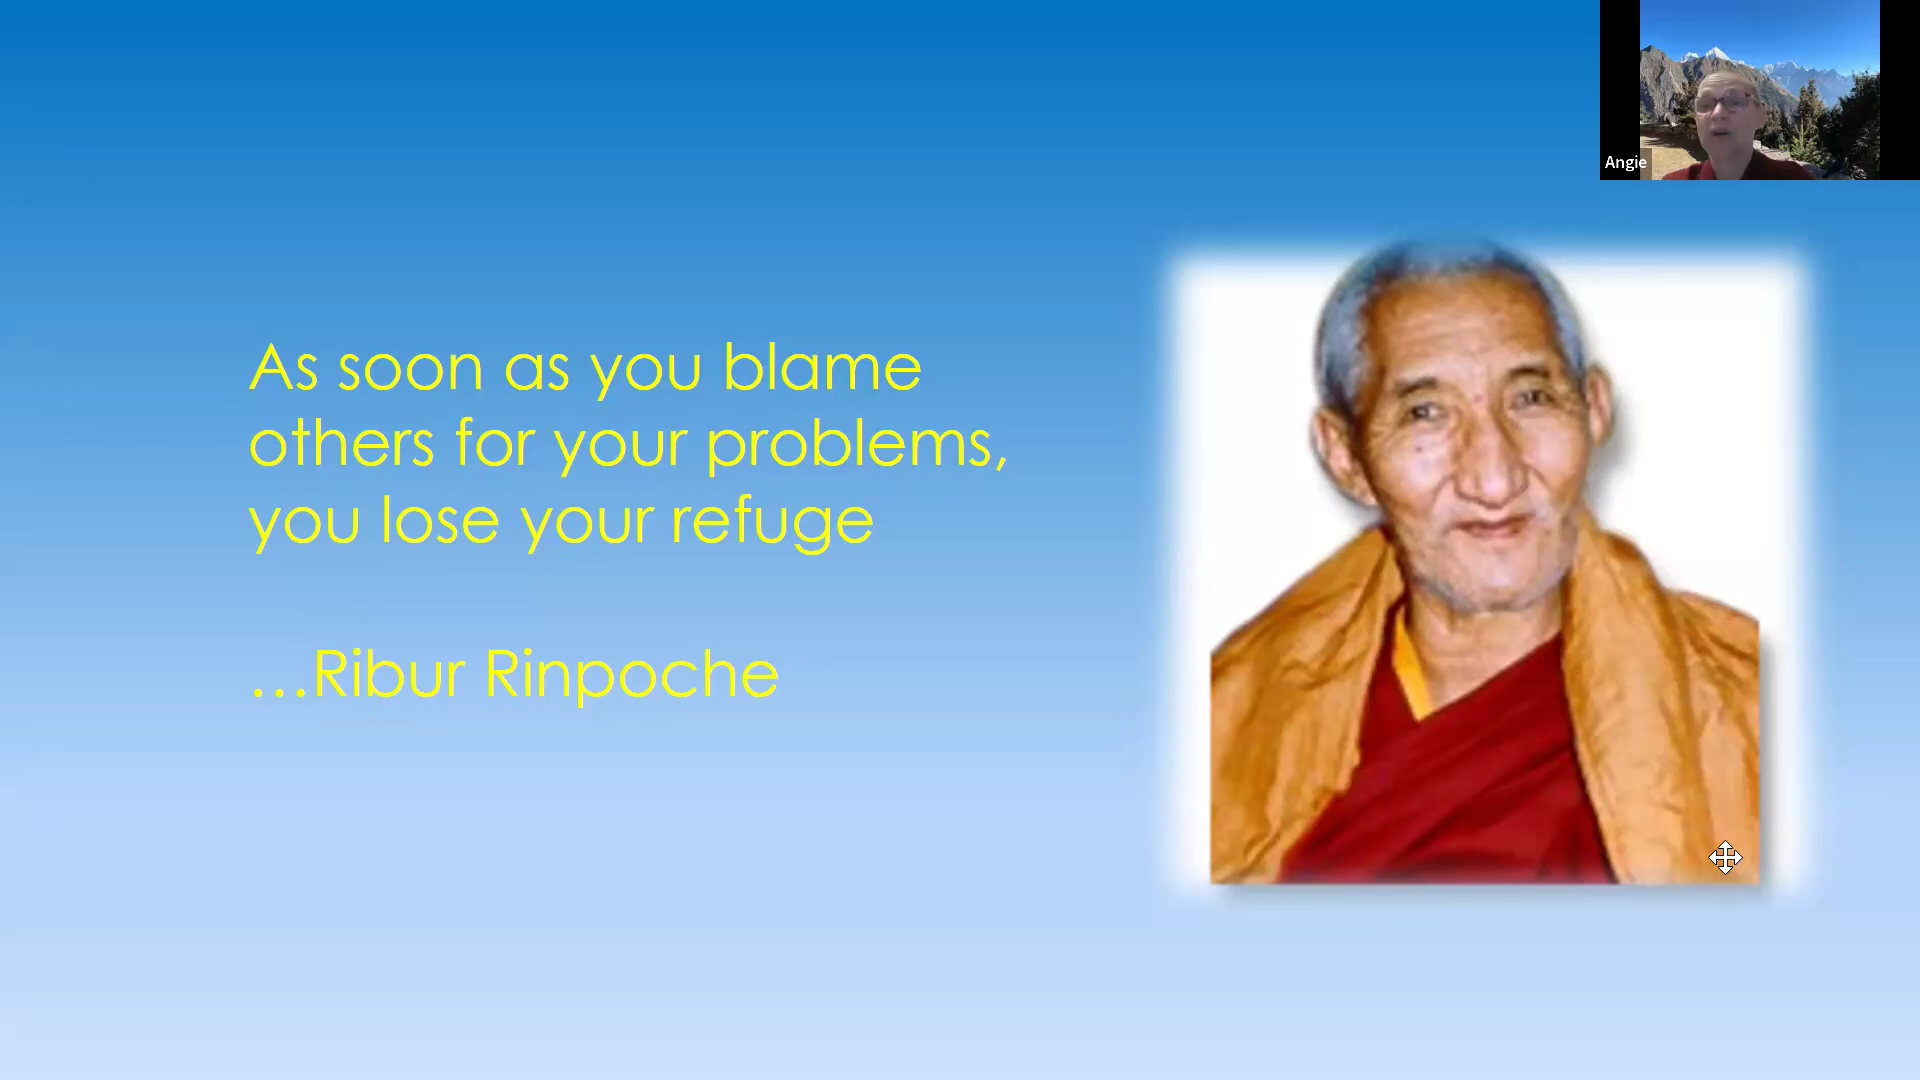 Angie
As soon as you blame
others for your problems,
you lose your refuge
…Ribur Rinpoche